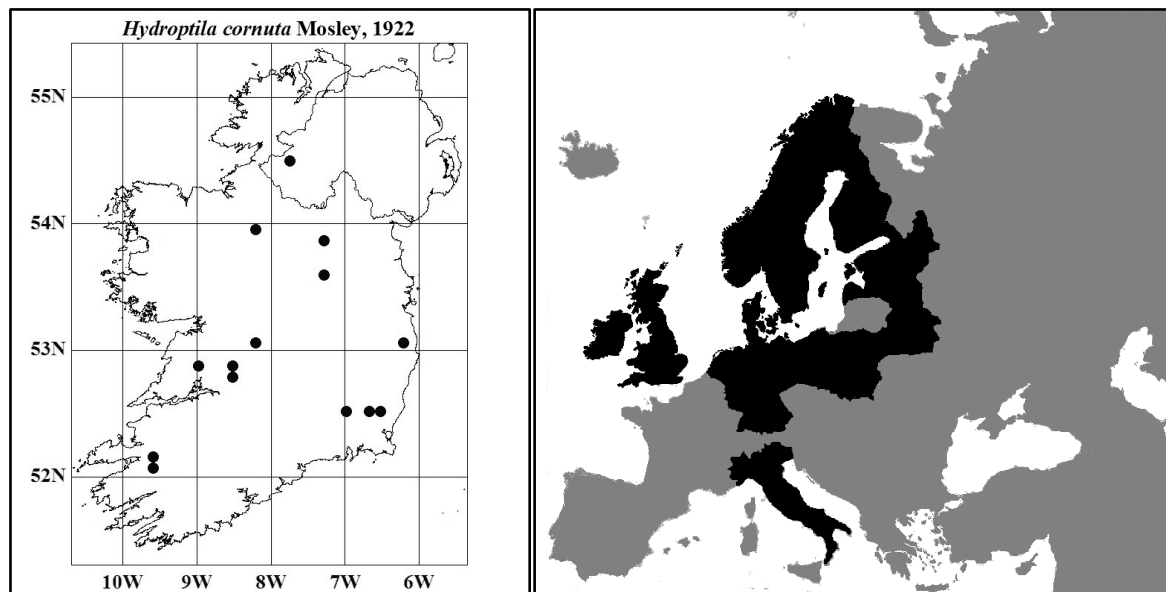 Hydroptila cornuta Mosley, 1922
55N
54N
53N
52N
10W 9W 8W 7W 6W